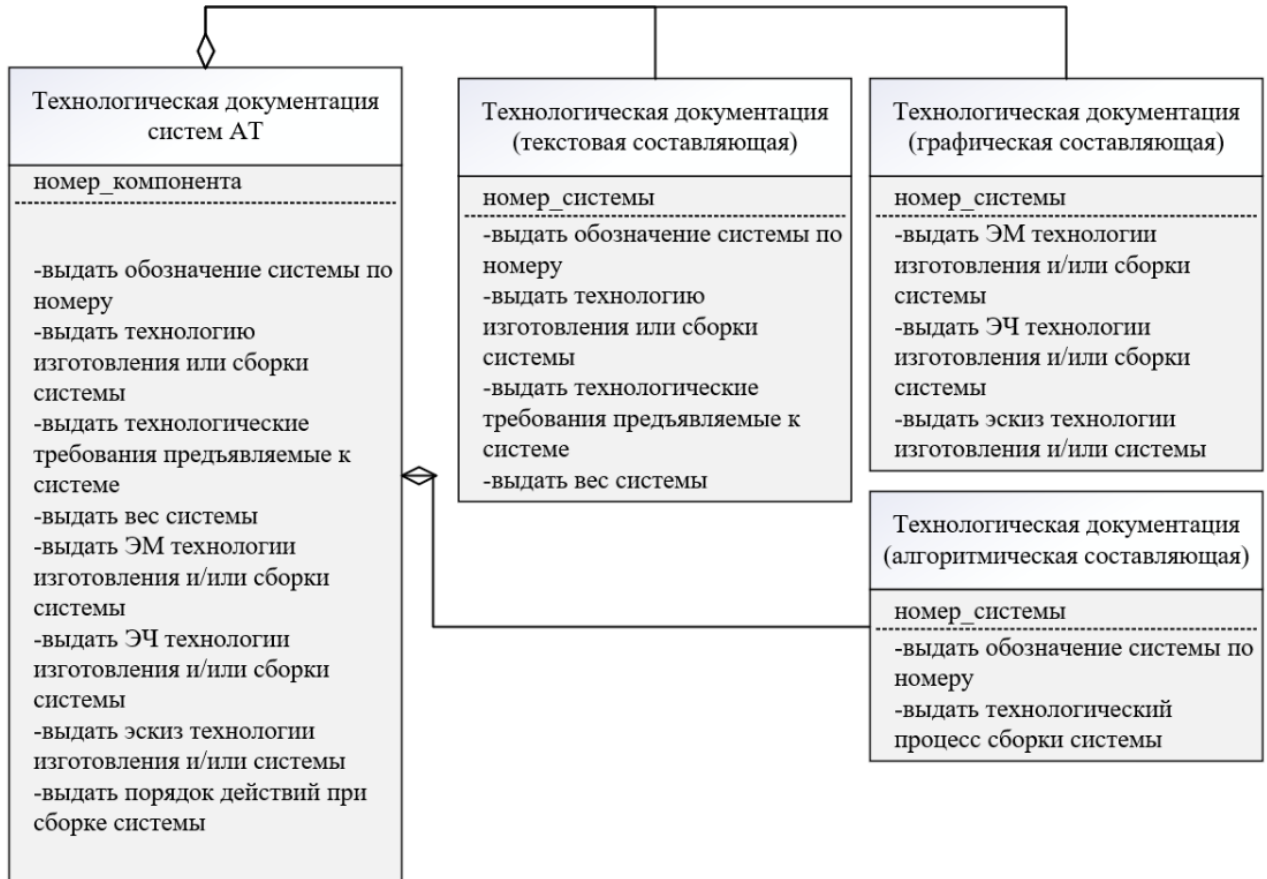 Технологическая документация
систем АТ
номер_компонента
-выдать обозначение системы по
номеру
-выдать технологию
изготовления или сборки
системы
-выдать технологические
требования предъявляемые к
системе
-выдать вес системы
-выдать ЭМ технологии
изготовления и/или сборки
системы
-выдать ЭЧ технологии
изготовления и/или сборки
системы
-выдать эскиз технологии
изготовления и/или системы
-выдать порядок действий при
сборке системы
Технологическая документация
(текстовая составляющая)
номер_системы
-выдать обозначение системы по
номеру
-выдать технологию
изготовления или сборки
системы
-выдать технологические
требования предъявляемые к
системе
-выдать вес системы
Технологическая документация
(графическая составляющая)
номер_системы
-выдать ЭМ технологии
изготовления и/или сборки
системы
-выдать ЭЧ технологии
изготовления и/или сборки
системы
-выдать эскиз технологии
изготовления и/или системы
Технологическая документация
(алгоритмическая составляющая)
номер_системы
-выдать обозначение системы по
номеру
-выдать технологический
процесс сборки системы